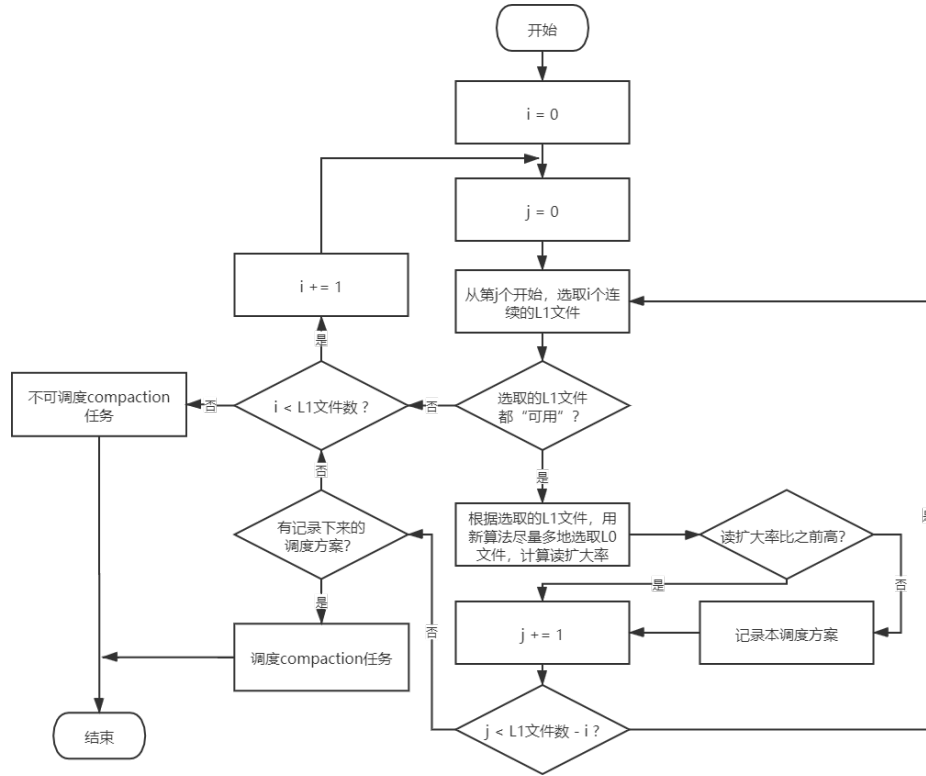 开始
i = 0
j = 0
i += 1
从第j个开始，选取i个连
续的L1文件
是
不可调度compaction
任务
否
i < L1文件数？
否
选取的L1文件
都“可用”？
否
是
有记录下来的
调度方案？
根据选取的L1文件，用
新算法尽量多地选取L0
文件，计算读扩大率
读扩大率比之前高？
是
是
否
否
j += 1
记录本调度方案
调度compaction任务
j < L1文件数 - i ?
结束